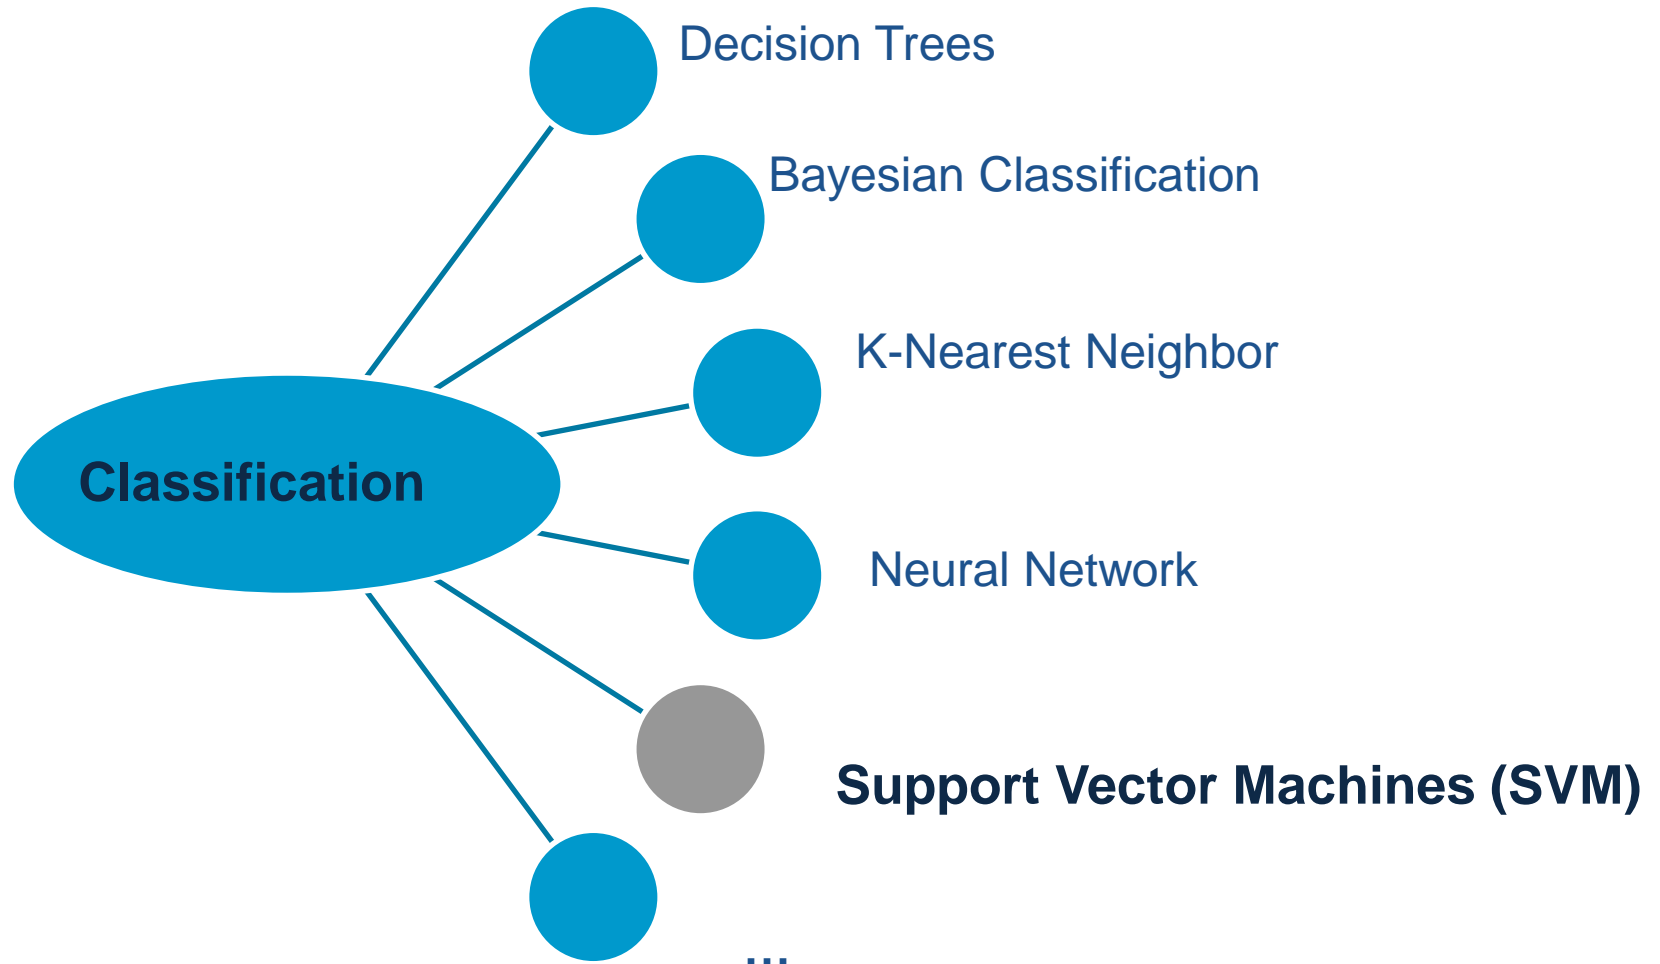 Decision Trees
Bayesian Classification
K-Nearest Neighbor
Classification
Neural Network
Support Vector Machines (SVM)
...